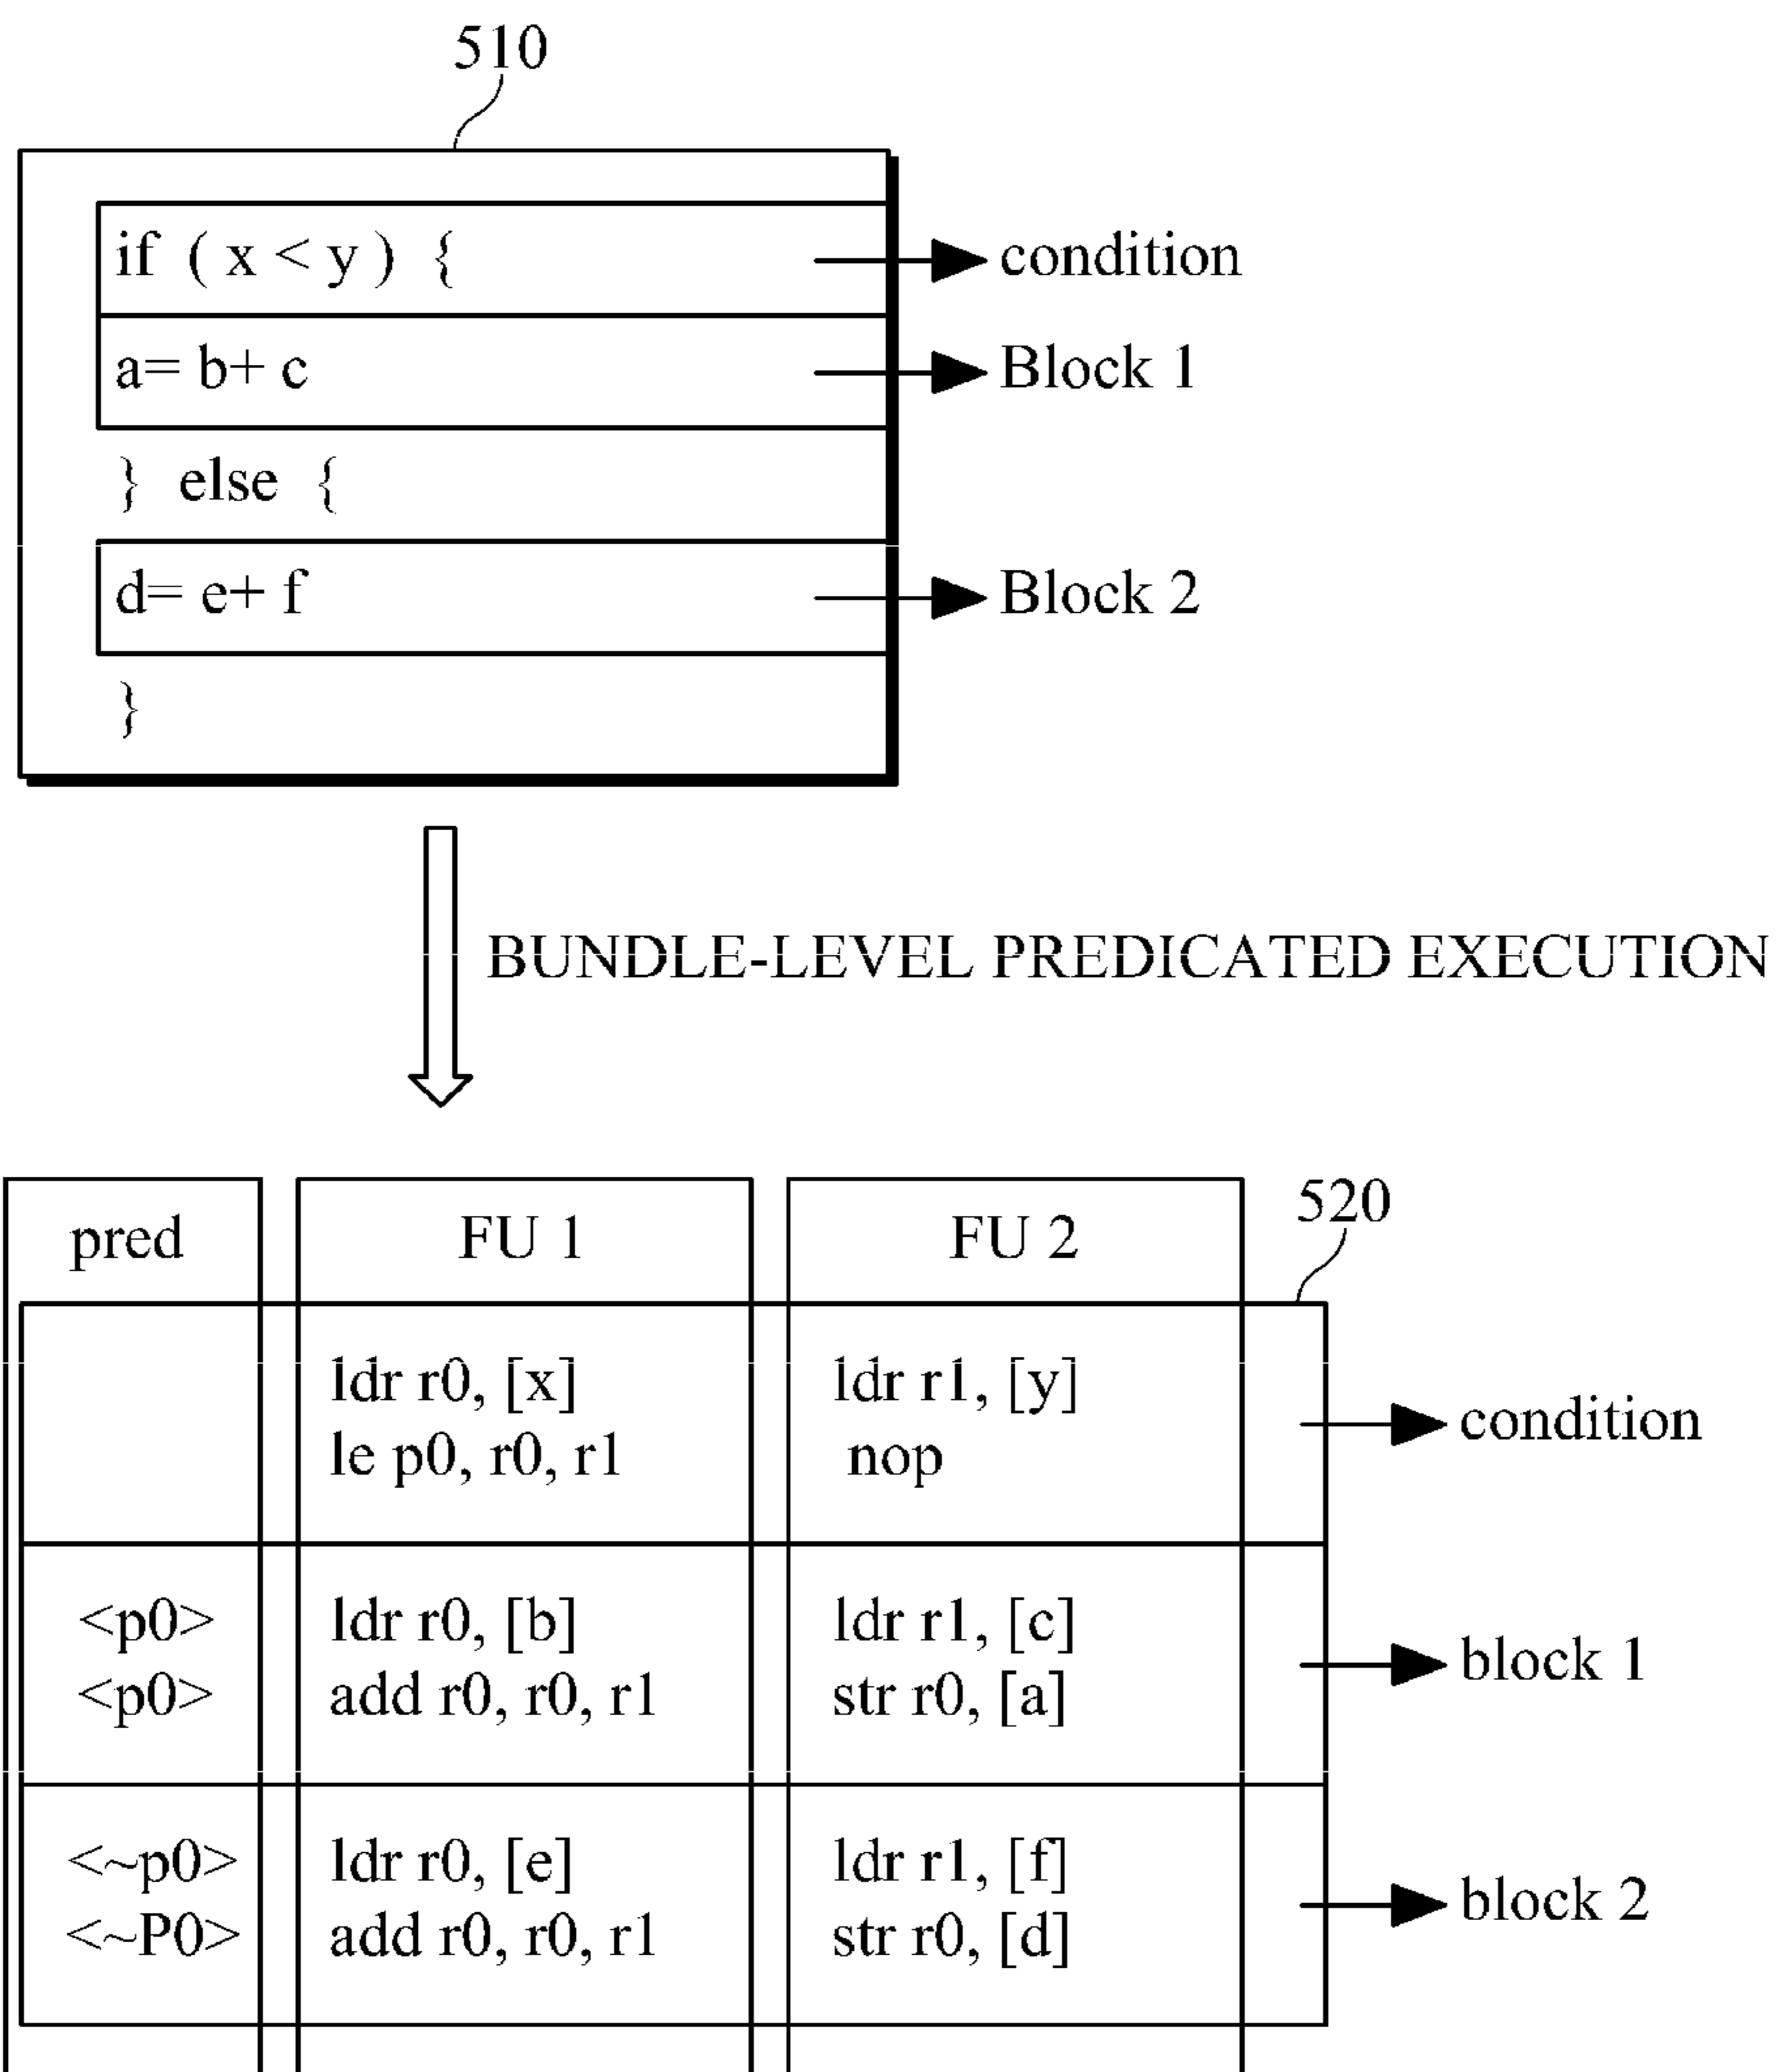 510
if ( x < y ) {
condition
a= b+ c
Block 1
} else {
d= e+ f
Block 2
}
BUNDLE-LEVEL PREDICATED EXECUTION
pred FU 1 FU 2
520
ldr r0, [x] ldr r1, [y]
le p0, r0, r1 nop
condition
<p0> ldr r0, [b] ldr r1, [c]
<p0> add r0, r0, r1 str r0, [a]
block 1
<~p0> ldr r0, [e] ldr r1, [f]
<~P0> add r0, r0, r1 str r0, [d]
block 2